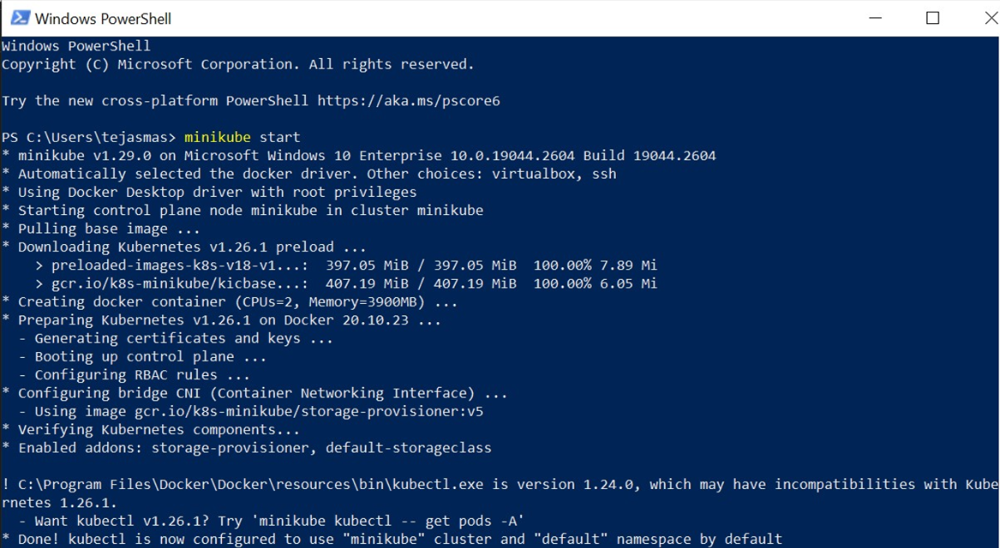 Windows PowerShell
Windows PowerShell
Copyright (C) Microsoft Corporation. All rights reserved.
Try the new cross-platform PowerShell https://aka.ms/pscore6
PS C:\Users\tejasmas> minikube start
* minikube v1.29.0 on Microsoft Windows 10 Enterprise 10.0.19044.2604 Build 19044.2604
* Automatically selected the docker driver. Other choices: virtualbox, ssh
* Using Docker Desktop driver with root privileges
* Starting control plane node minikube in cluster minikube
* Pulling base image ...
* Downloading Kubernetes v1.26.1 preload ...
    > preloaded-images-k8s-v18-v1...:  397.05 MiB / 397.05 MiB  100.00% 7.89 Mi
    > gcr.io/k8s-minikube/kicbase...:  407.19 MiB / 407.19 MiB  100.00% 6.05 Mi
* Creating docker container (CPUs=2, Memory=3900MB) ...
* Preparing Kubernetes v1.26.1 on Docker 20.10.23 ...
  - Generating certificates and keys ...
  - Booting up control plane ...
  - Configuring RBAC rules ...
* Configuring bridge CNI (Container Networking Interface) ...
  - Using image gcr.io/k8s-minikube/storage-provisioner:v5
* Verifying Kubernetes components...
* Enabled addons: storage-provisioner, default-storageclass
! C:\Program Files\Docker\Docker\resources\bin\kubectl.exe is version 1.24.0, which may have incompatibilities with Kube
rnetes 1.26.1.
  - Want kubectl v1.26.1? Try 'minikube kubectl -- get pods -A'
* Done! kubectl is now configured to use "minikube" cluster and "default" namespace by default